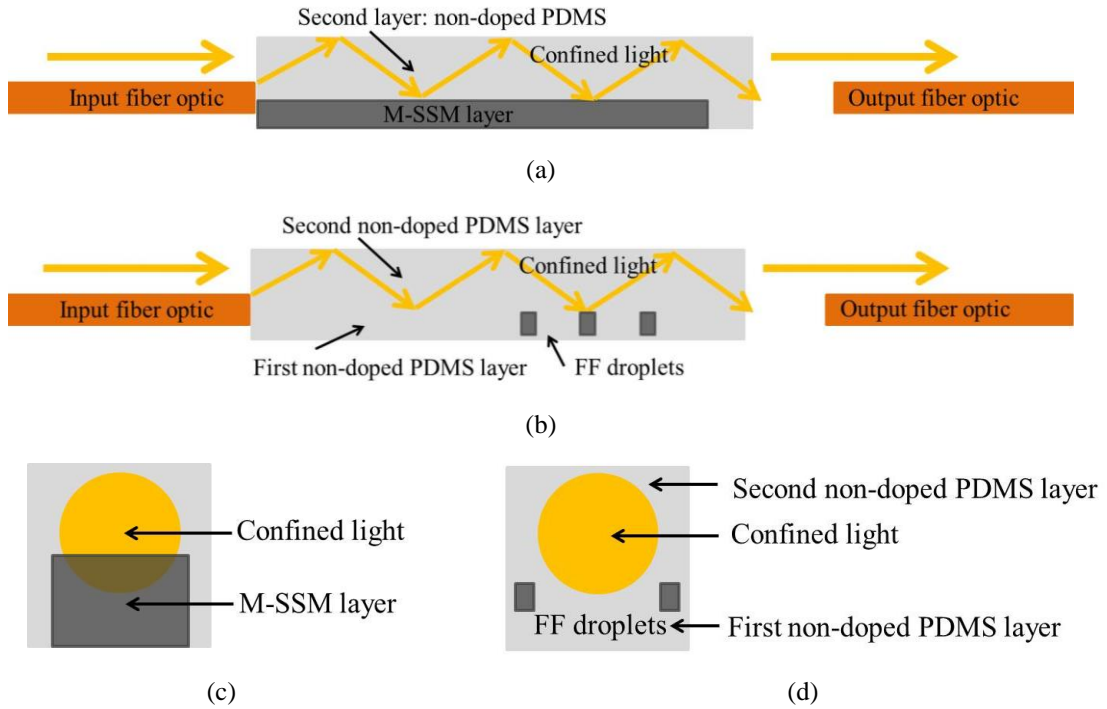 Second layer: non-doped PDMS
Confined light
Input fiber optic
Output fiber optic
M-SSM layer
(a)
Second non-doped PDMS layer
Confined light
Input fiber optic
Output fiber optic
First non-doped PDMS layer
FF droplets
(b)
Confined light
M-SSM layer
(c)
Second non-doped PDMS layer
Confined light
FF droplets
First non-doped PDMS layer
(d)